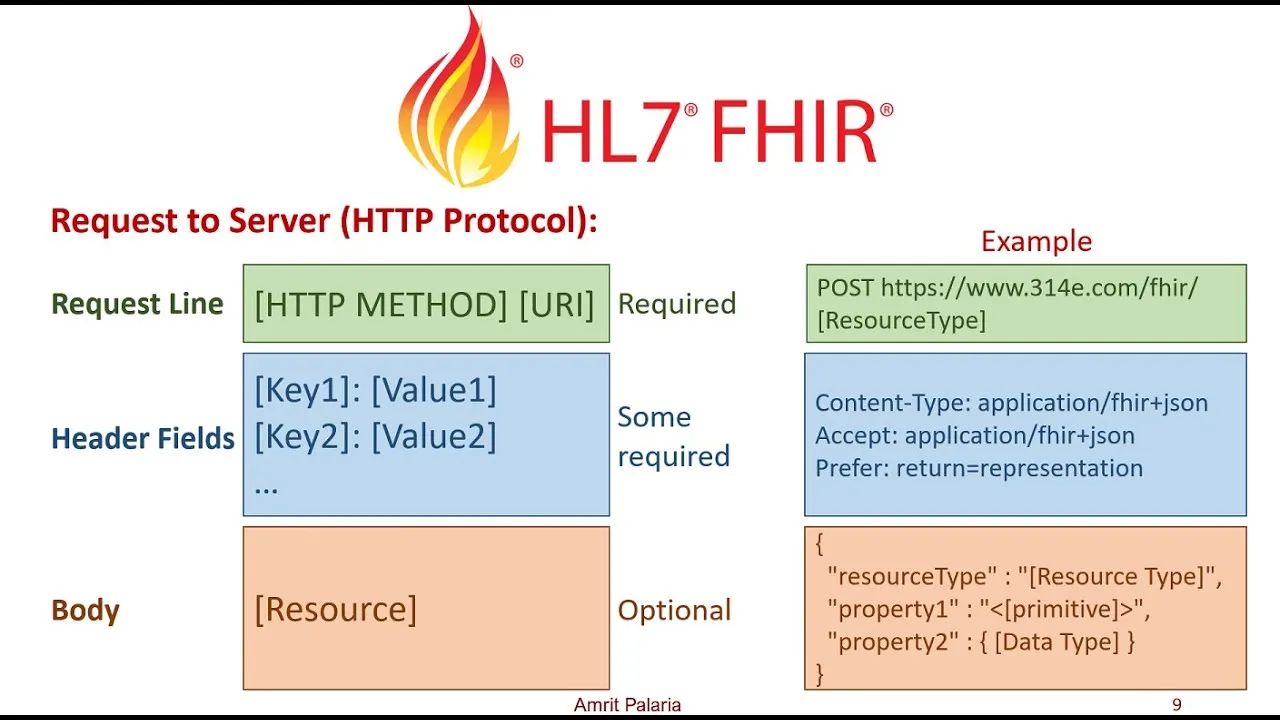 HL7® FHIR®
®
Request to Server (HTTP Protocol):
Example
Request Line
[HTTP METHOD] [URI]
Required
POST https://www.314e.com/fhir/
[ResourceType]
Header Fields
[Key1]: [Value1]
[Key2]: [Value2]
...
Some
required
Content-Type: application/fhir+json
Accept: application/fhir+json
Prefer: return=representation
Body
[Resource]
Optional
{
"resourceType" : "[Resource Type]",
"property1" : "<[primitive]>",
"property2" : { [Data Type] }
}
Amrit Palaria
9